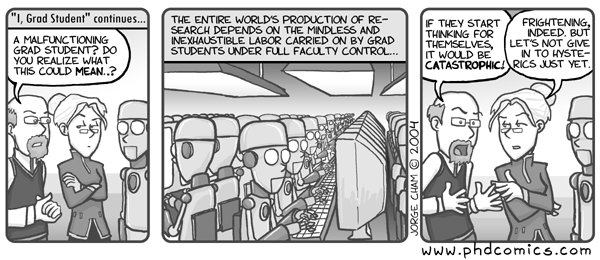 "I, Grad Student" continues...
A MALFUNCTIONING
GRAD STUDENT? DO
YOU REALIZE WHAT
THIS COULD MEAN..?
THE ENTIRE WORLD'S PRODUCTION OF RE-
SEARCH DEPENDS ON THE MINDLESS AND
INEXHAUSTIBLE LABOR CARRIED ON BY GRAD
STUDENTS UNDER FULL FACULTY CONTROL...
IF THEY START
THINKING FOR
THEMSELVES,
IT WOULD BE
CATASTROPHIC!
FRIGHTENING,
INDEED. BUT
LET'S NOT GIVE
IN TO HYSTE-
RICS JUST YET.
JORGE CHAM © 2004
www.phdcomics.com